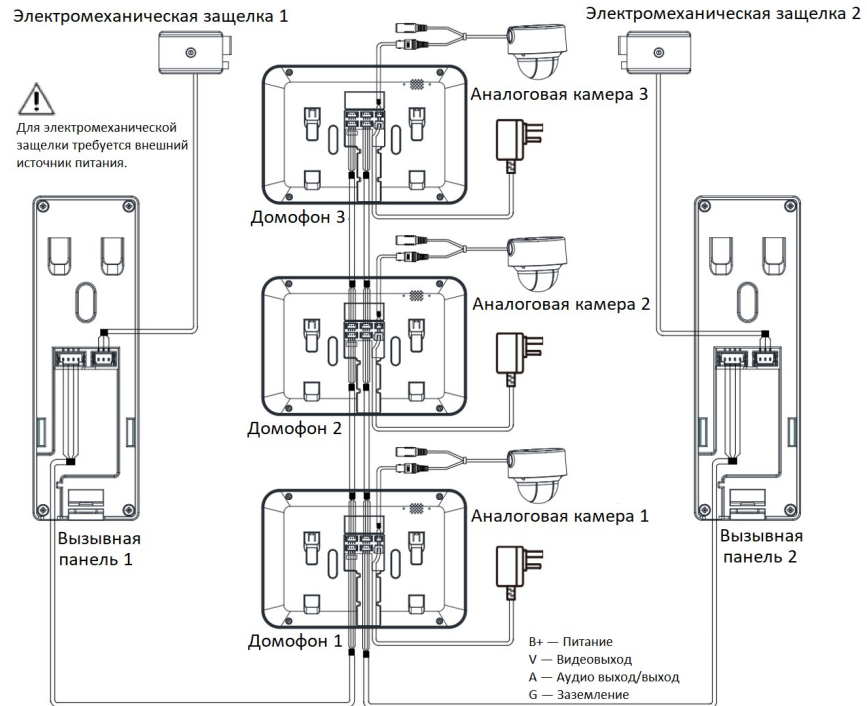 Электромеханическая защелка 1
Электромеханическая защелка 2
Для электромеханической
защелки требуется внешний
источник питания.
Аналоговая камера 3
Домофон 3
Аналоговая камера 2
Домофон 2
Аналоговая камера 1
Вызывная
панель 1
Вызывная
панель 2
Домофон 1
B+ — Питание
V — Видеовыход
A — Аудио выход/выход
G — Заземление